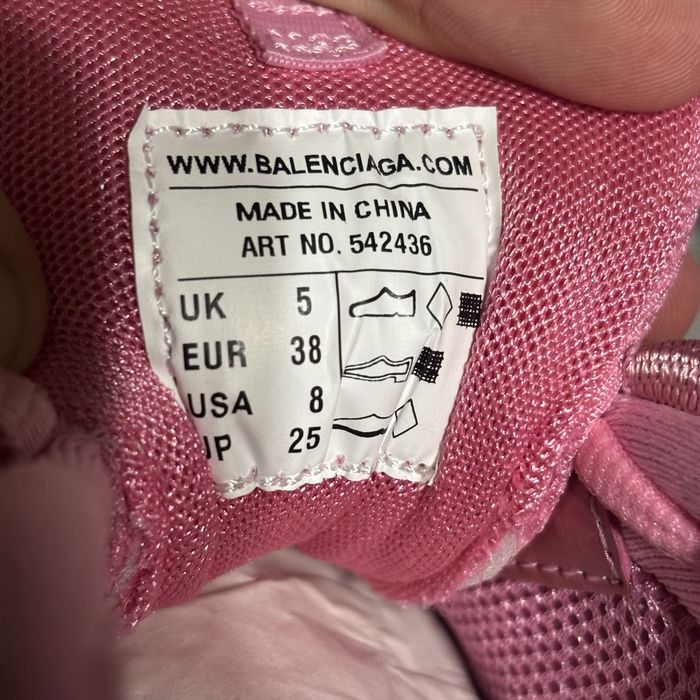 WWW.BALENCIAGA.COM
MADE IN CHINA
ART NO. 542436
UK 5
EUR 38
USA 8
JP 25